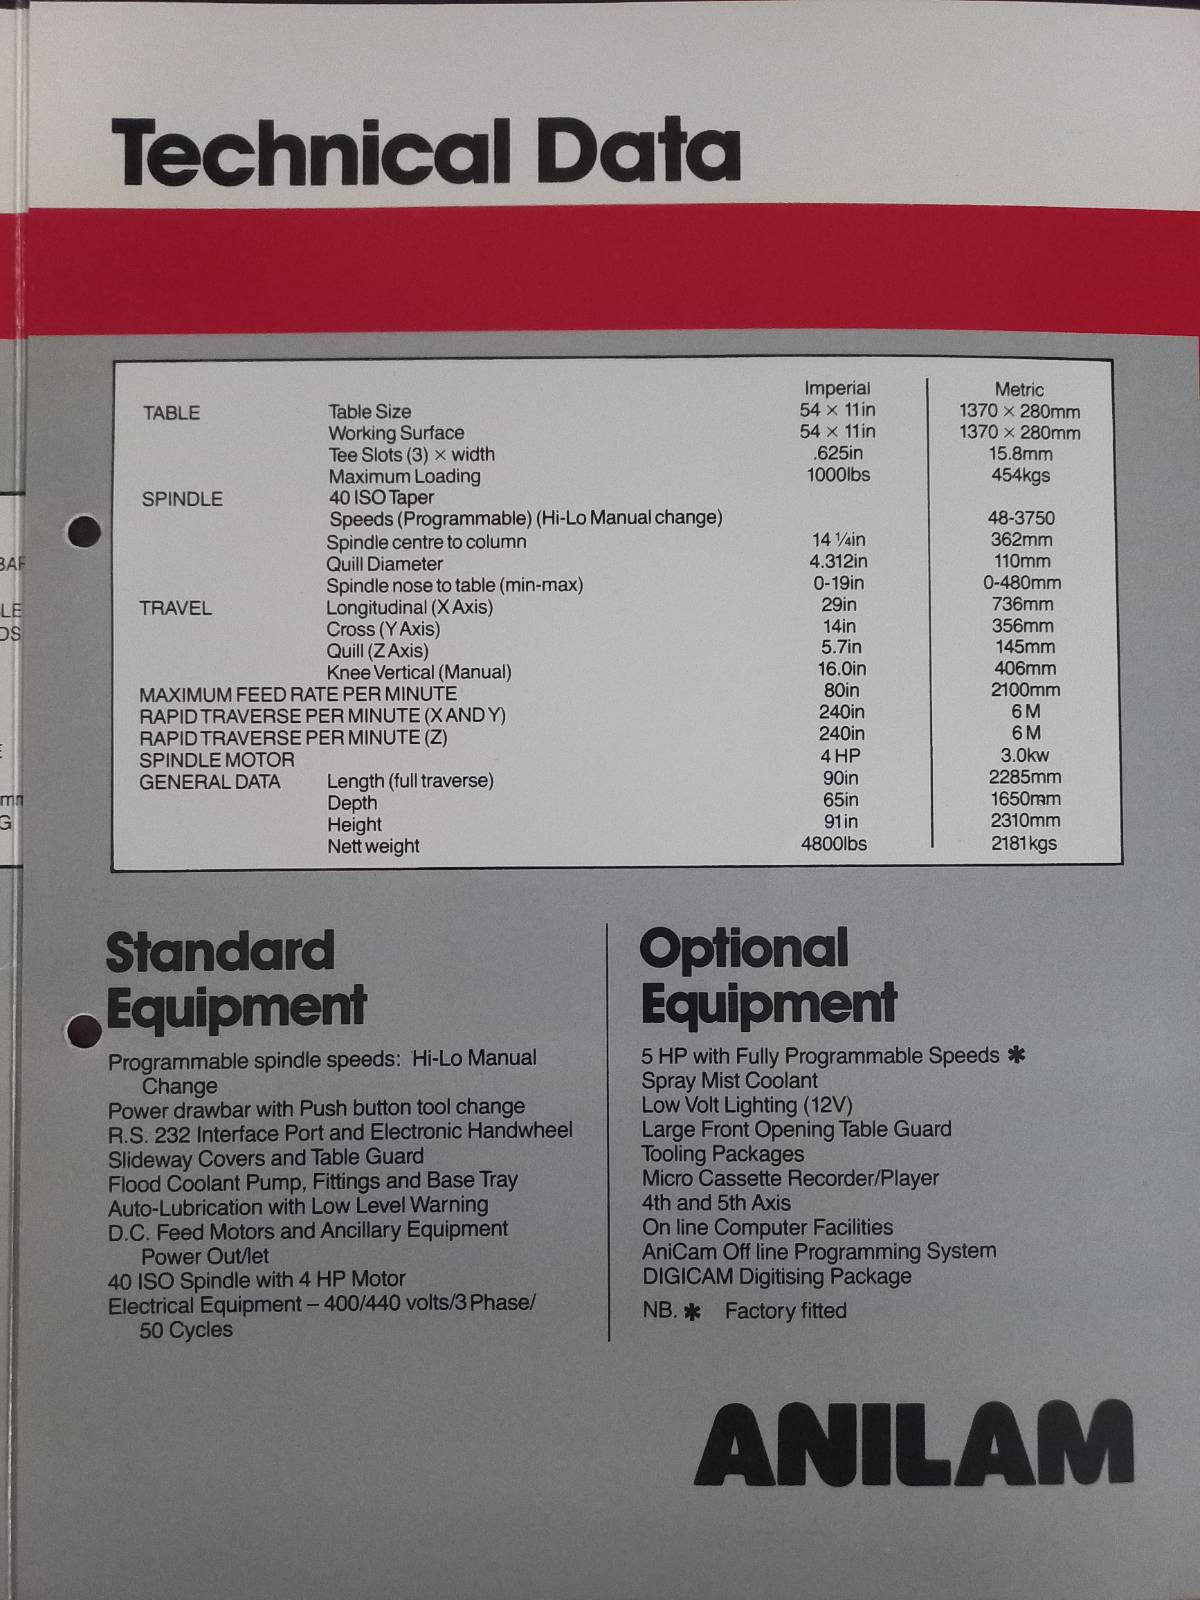 Technical Data
Imperial Metric
TABLE Table Size 54 × 11in 1370 × 280mm
Working Surface 54 × 11in 1370 × 280mm
Tee Slots (3) × width .625in 15.8mm
Maximum Loading 1000lbs 454kgs
SPINDLE 40 ISO Taper
Speeds (Programmable) (Hi-Lo Manual change) 48-3750
Spindle centre to column 14 ¼in 362mm
Quill Diameter 4.312in 110mm
Spindle nose to table (min-max) 0-19in 0-480mm
TRAVEL Longitudinal (X Axis) 29in 736mm
Cross (Y Axis) 14in 356mm
Quill (Z Axis) 5.7in 145mm
Knee Vertical (Manual) 16.0in 406mm
MAXIMUM FEED RATE PER MINUTE 80in 2100mm
RAPID TRAVERSE PER MINUTE (X AND Y) 240in 6 M
RAPID TRAVERSE PER MINUTE (Z) 240in 6 M
SPINDLE MOTOR 4 HP 3.0kw
GENERAL DATA Length (full traverse) 90in 2285mm
Depth 65in 1650mm
Height 91in 2310mm
Nett weight 4800lbs 2181kgs
Standard
Equipment
Programmable spindle speeds: Hi-Lo Manual
Change
Power drawbar with Push button tool change
R.S. 232 Interface Port and Electronic Handwheel
Slideway Covers and Table Guard
Flood Coolant Pump, Fittings and Base Tray
Auto-Lubrication with Low Level Warning
D.C. Feed Motors and Ancillary Equipment
Power Out/let
40 ISO Spindle with 4 HP Motor
Electrical Equipment – 400/440 volts/3 Phase/
50 Cycles
Optional
Equipment
5 HP with Fully Programmable Speeds ✱
Spray Mist Coolant
Low Volt Lighting (12V)
Large Front Opening Table Guard
Tooling Packages
Micro Cassette Recorder/Player
4th and 5th Axis
On line Computer Facilities
AniCam Off line Programming System
DIGICAM Digitising Package
NB. ✱ Factory fitted
ANILAM